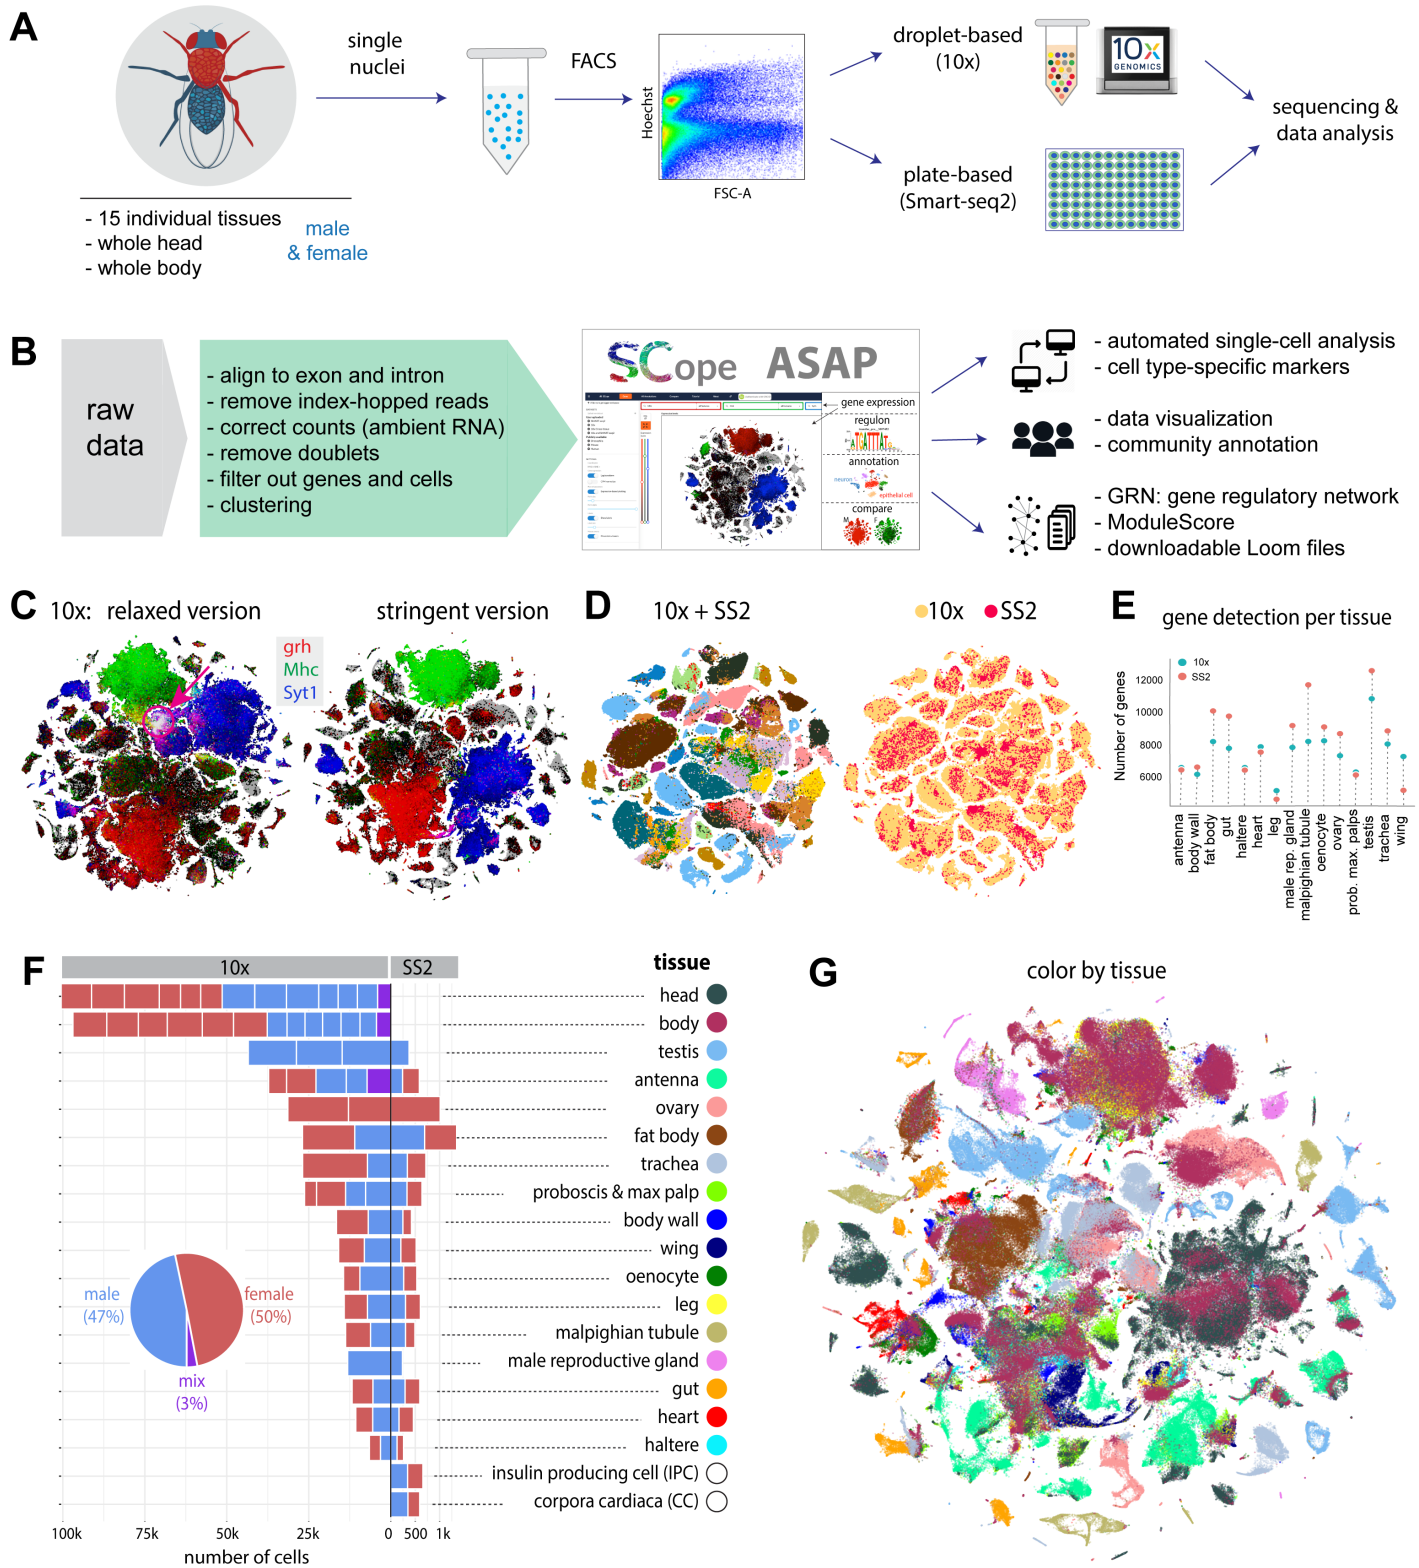 A
single
nuclei
FACS
Hoechst
FSC-A
droplet-based
(10x)
10x
GENOMICS
plate-based
(Smart-seq2)
sequencing &
data analysis
- 15 individual tissues
- whole head
- whole body
male
& female
B
raw
data
- align to exon and intron
- remove index-hopped reads
- correct counts (ambient RNA)
- remove doublets
- filter out genes and cells
- clustering
SCope ASAP
gene expression
regulon
annotation
neuron
epithelial cell
compare
M F
- automated single-cell analysis
- cell type-specific markers
- data visualization
- community annotation
- GRN: gene regulatory network
- ModuleScore
- downloadable Loom files
C
10x: relaxed version
stringent version
grh
Mhc
Syt1
D
10x + SS2
10x SS2
E
gene detection per tissue
10x
SS2
Number of genes
12000
10000
8000
6000
antenna
body wall
fat body
gut
haltere
heart
leg
male rep. gland
malpighian tubule
oenocyte
ovary
prob. max. palps
testis
trachea
wing
F
10x SS2
tissue
head
body
testis
antenna
ovary
fat body
trachea
proboscis & max palp
body wall
wing
oenocyte
leg
malpighian tubule
male reproductive gland
gut
heart
haltere
insulin producing cell (IPC)
corpora cardiaca (CC)
male
(47%)
female
(50%)
mix
(3%)
100k 75k 50k 25k 0 500 1k
number of cells
G
color by tissue